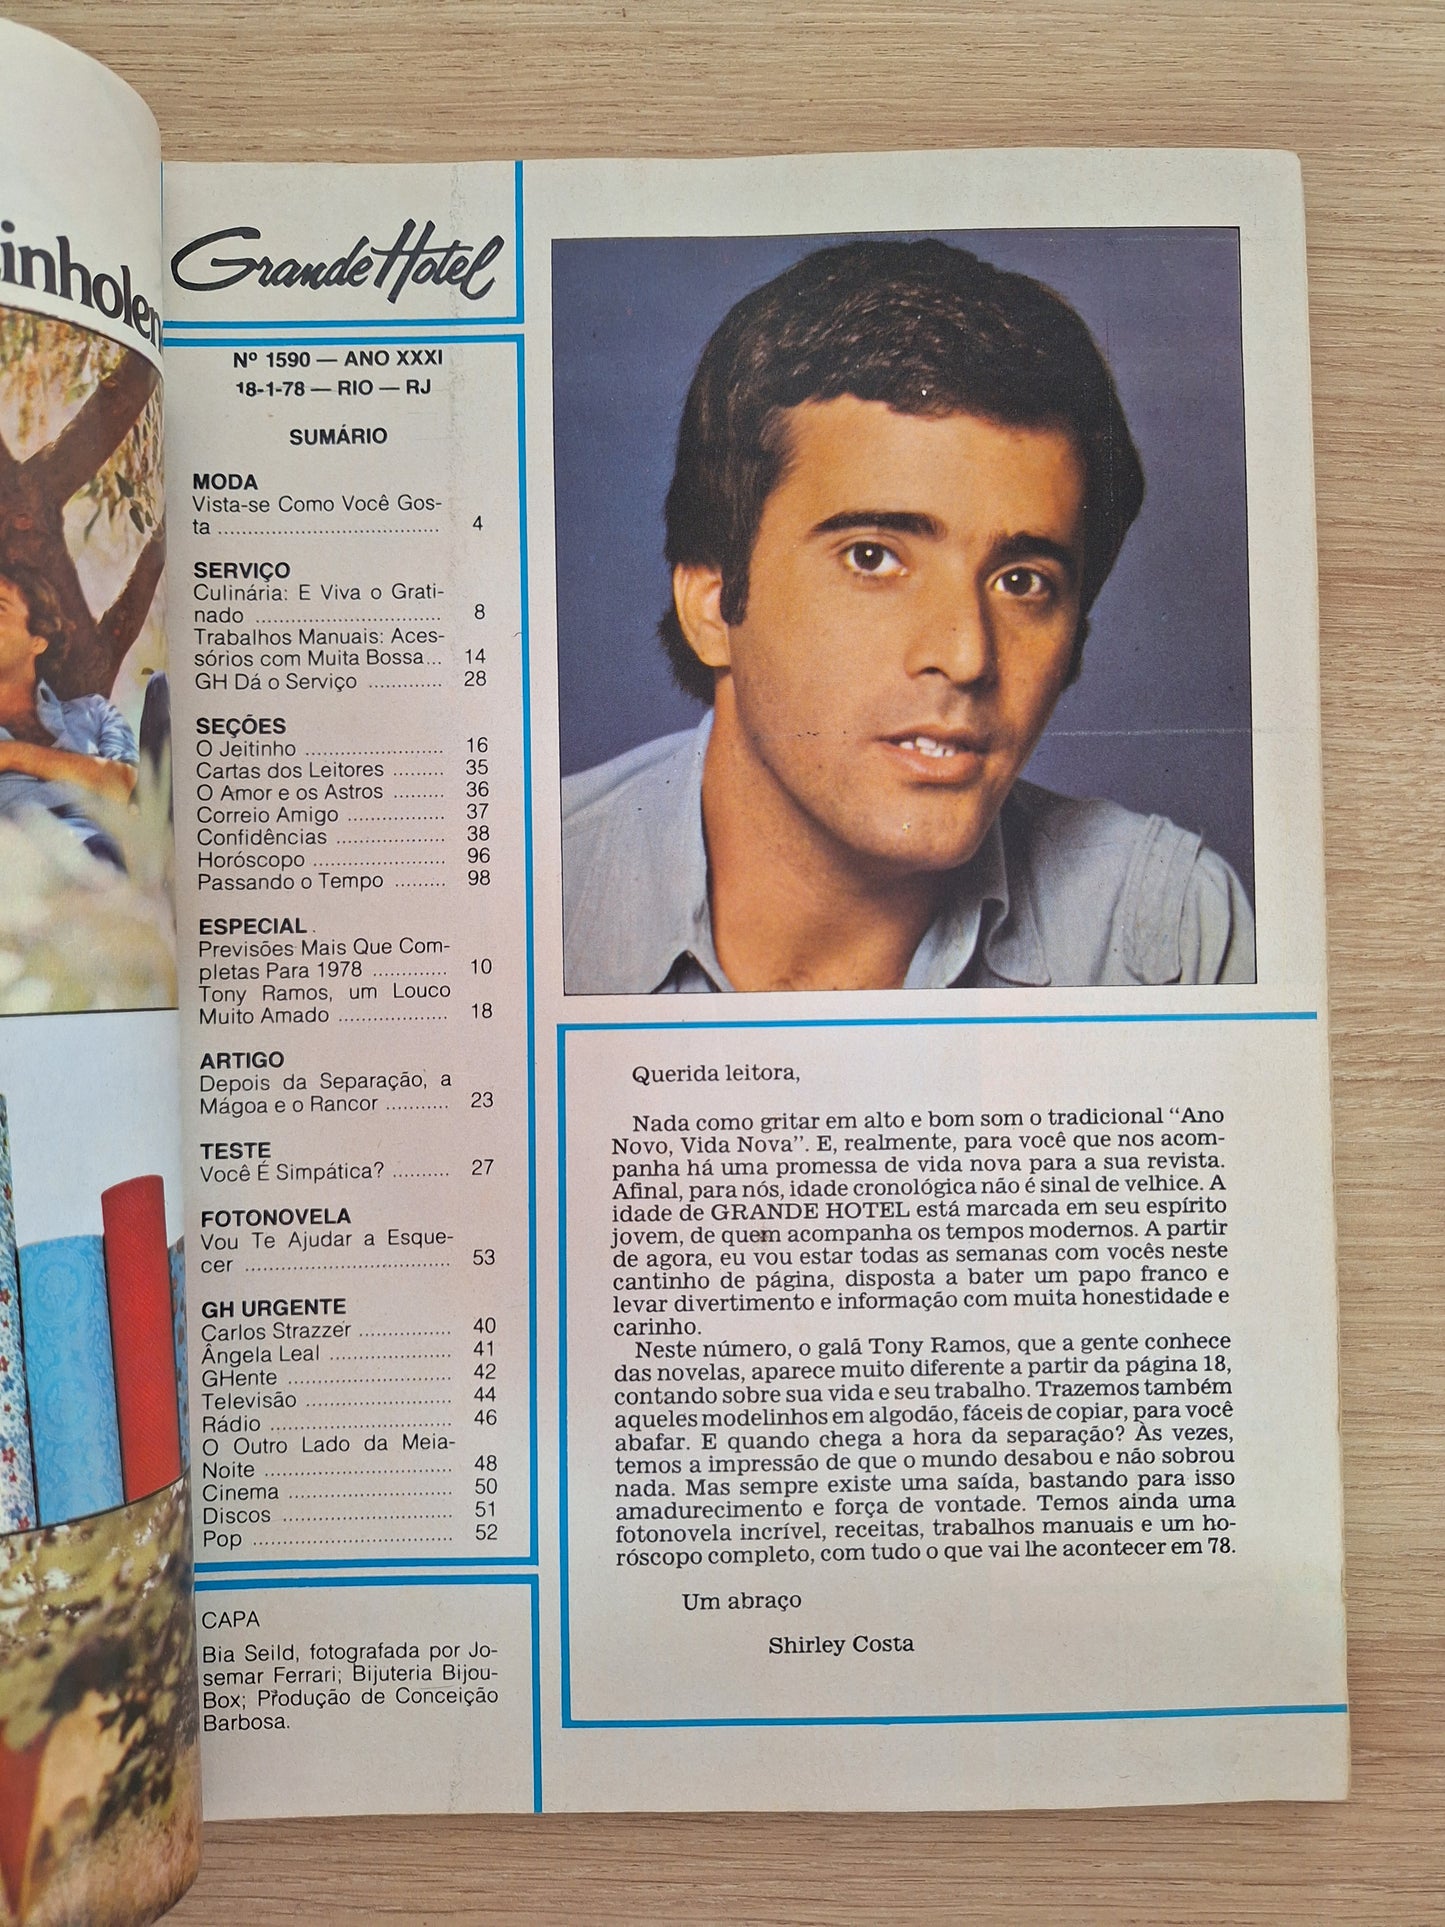 Grande Hotel
Nº 1590 — ANO XXXI
18-1-78 — RIO — RJ
SUMÁRIO
MODA
Vista-se Como Você Gos-
ta ..................................... 4
SERVIÇO
Culinária: E Viva o Grati-
nado ............................... 8
Trabalhos Manuais: Aces-
sórios com Muita Bossa... 14
GH Dá o Serviço ............ 28
SEÇÕES
O Jeitinho ....................... 16
Cartas dos Leitores ......... 35
O Amor e os Astros ......... 36
Correio Amigo ................. 37
Confidências ................... 38
Horóscopo ...................... 96
Passando o Tempo ......... 98
ESPECIAL
Previsões Mais Que Com-
pletas Para 1978 ............. 10
Tony Ramos, um Louco
Muito Amado ................... 18
ARTIGO
Depois da Separação, a
Mágoa e o Rancor ........... 23
TESTE
Você É Simpática? .......... 27
FOTONOVELA
Vou Te Ajudar a Esque-
cer ................................... 53
GH URGENTE
Carlos Strazzer ................ 40
Ângela Leal ..................... 41
GHente ............................ 42
Televisão ......................... 44
Rádio ............................... 46
O Outro Lado da Meia-
Noite ................................ 48
Cinema ............................ 50
Discos ............................. 51
Pop .................................. 52
CAPA
Bia Seild, fotografada por Jo-
semar Ferrari; Bijuteria Bijou-
Box; Produção de Conceição
Barbosa.
Querida leitora,
Nada como gritar em alto e bom som o tradicional “Ano
Novo, Vida Nova”. E, realmente, para você que nos acom-
panha há uma promessa de vida nova para a sua revista.
Afinal, para nós, idade cronológica não é sinal de velhice. A
idade de GRANDE HOTEL está marcada em seu espírito
jovem, de quem acompanha os tempos modernos. A partir
de agora, eu vou estar todas as semanas com vocês neste
cantinho de página, disposta a bater um papo franco e
levar divertimento e informação com muita honestidade e
carinho.
Neste número, o galã Tony Ramos, que a gente conhece
das novelas, aparece muito diferente a partir da página 18,
contando sobre sua vida e seu trabalho. Trazemos também
aqueles modelinhos em algodão, fáceis de copiar, para você
abafar. E quando chega a hora da separação? Às vezes,
temos a impressão de que o mundo desabou e não sobrou
nada. Mas sempre existe uma saída, bastando para isso
amadurecimento e força de vontade. Temos ainda uma
fotonovela incrível, receitas, trabalhos manuais e um ho-
róscopo completo, com tudo o que vai lhe acontecer em 78.
Um abraço
Shirley Costa